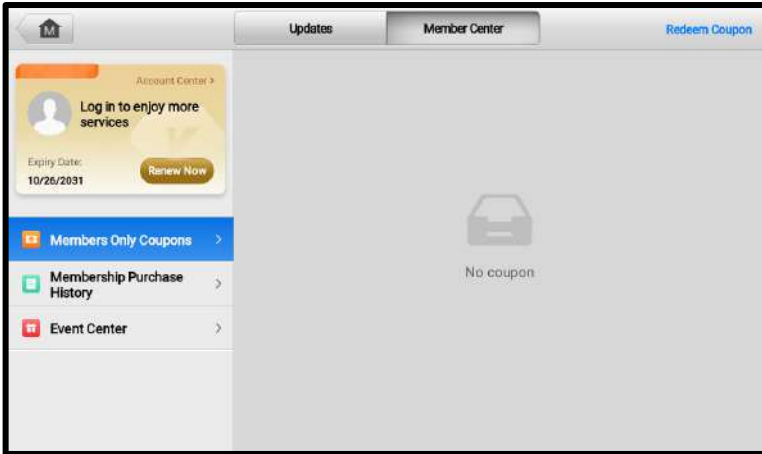 M
Updates
Member Center
Redeem Coupon
Account Center >
Log in to enjoy more
services
Expiry Date:
10/26/2031
Renew Now
Members Only Coupons
Membership Purchase
History
Event Center
No coupon